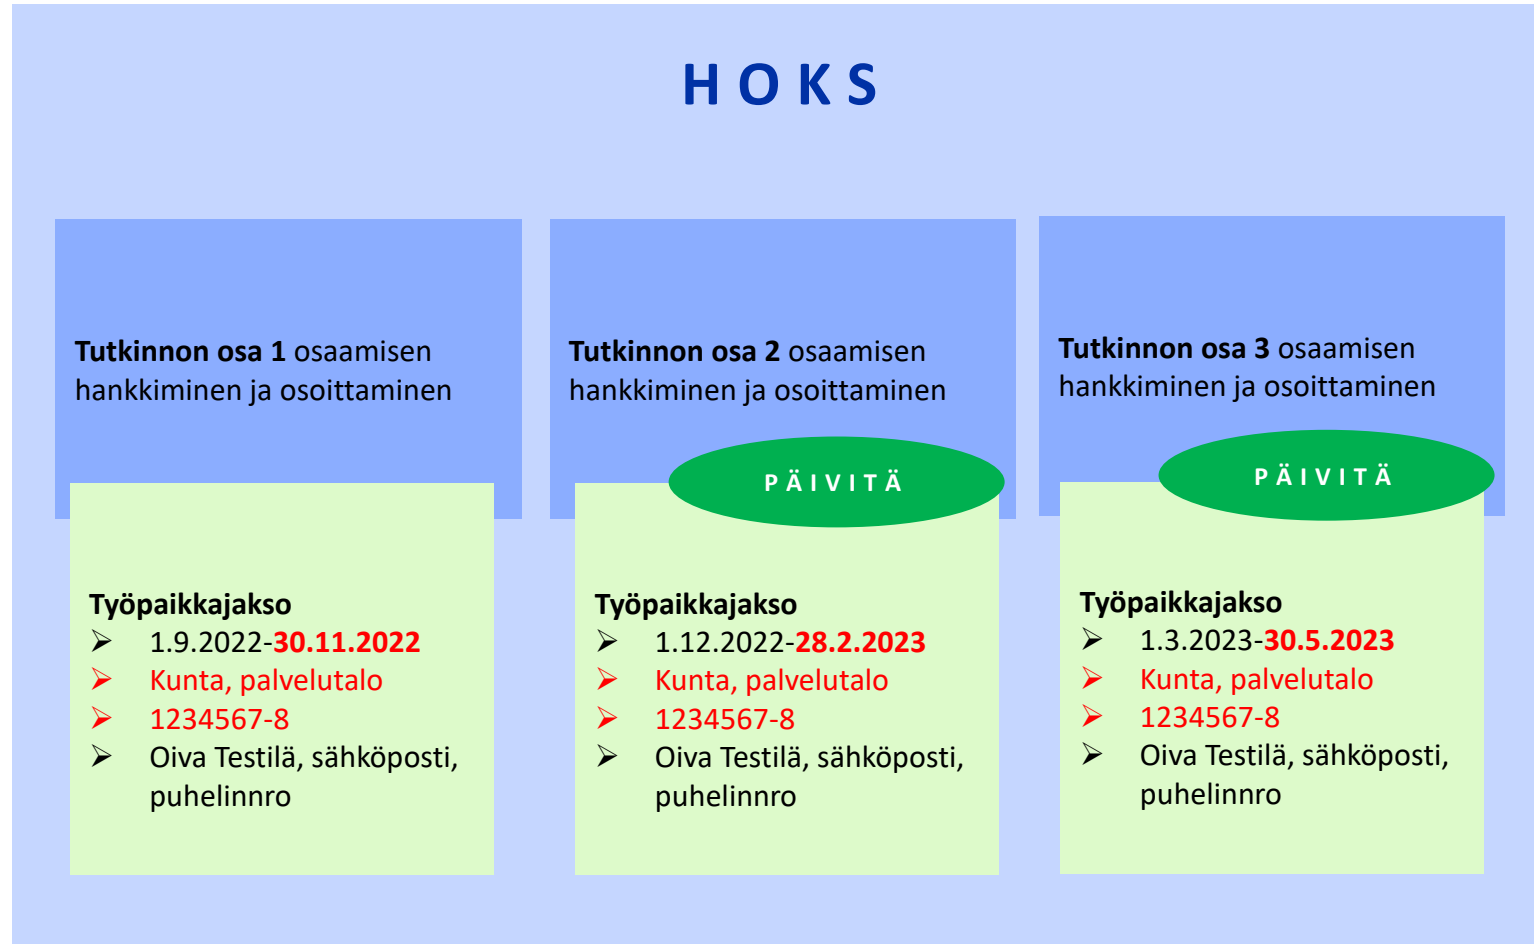 H O K S
Tutkinnon osa 1 osaamisen
hankkiminen ja osoittaminen
Työpaikkajakso
➢ 1.9.2022-30.11.2022
➢ Kunta, palvelutalo
➢ 1234567-8
➢ Oiva Testilä, sähköposti,
puhelinnro
Tutkinnon osa 2 osaamisen
hankkiminen ja osoittaminen
P Ä I V I T Ä
Työpaikkajakso
➢ 1.12.2022-28.2.2023
➢ Kunta, palvelutalo
➢ 1234567-8
➢ Oiva Testilä, sähköposti,
puhelinnro
Tutkinnon osa 3 osaamisen
hankkiminen ja osoittaminen
P Ä I V I T Ä
Työpaikkajakso
➢ 1.3.2023-30.5.2023
➢ Kunta, palvelutalo
➢ 1234567-8
➢ Oiva Testilä, sähköposti,
puhelinnro